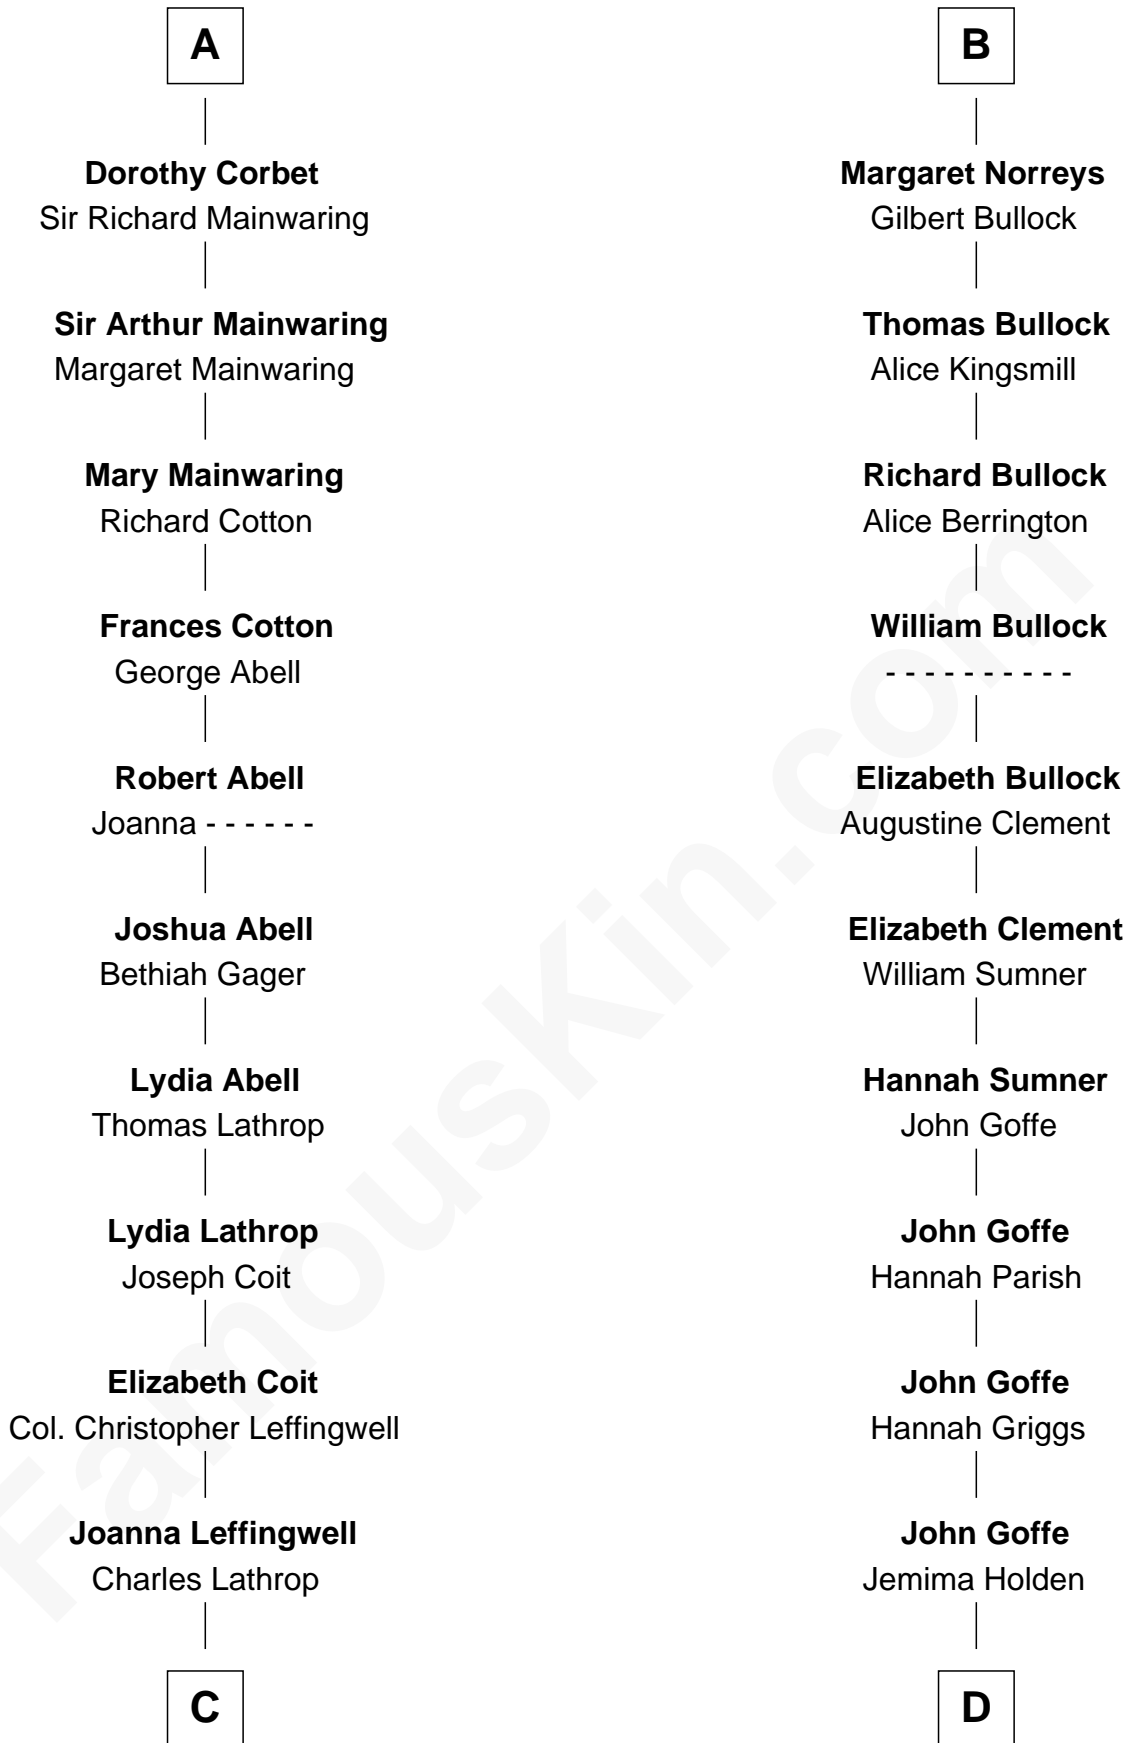 A
Dorothy Corbet
Sir Richard Mainwaring
Sir Arthur Mainwaring
Margaret Mainwaring
Mary Mainwaring
Richard Cotton
Frances Cotton
George Abell
Robert Abell
Joanna - - - - - -
Joshua Abell
Bethiah Gager
Lydia Abell
Thomas Lathrop
Lydia Lathrop
Joseph Coit
Elizabeth Coit
Col. Christopher Leffingwell
Joanna Leffingwell
Charles Lathrop
C
B
Margaret Norreys
Gilbert Bullock
Thomas Bullock
Alice Kingsmill
Richard Bullock
Alice Berrington
William Bullock
- - - - - - - - - -
Elizabeth Bullock
Augustine Clement
Elizabeth Clement
William Sumner
Hannah Sumner
John Goffe
John Goffe
Hannah Parish
John Goffe
Hannah Griggs
John Goffe
Jemima Holden
D
FamousKin.com